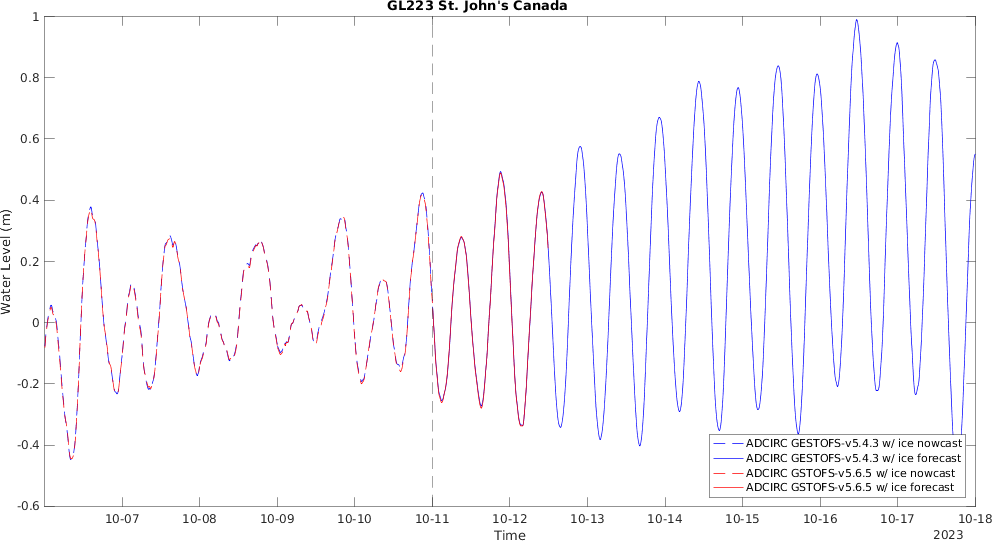 GL223 St. John's Canada
Water Level (m)
1
0.8
0.6
0.4
0.2
0
-0.2
-0.4
-0.6
10-07 10-08 10-09 10-10 10-11 10-12 10-13 10-14 10-15 10-16 10-17 10-18
Time
2023
ADCIRC GESTOFS-v5.4.3 w/ ice nowcast
ADCIRC GESTOFS-v5.4.3 w/ ice forecast
ADCIRC GSTOFS-v5.6.5 w/ ice nowcast
ADCIRC GSTOFS-v5.6.5 w/ ice forecast